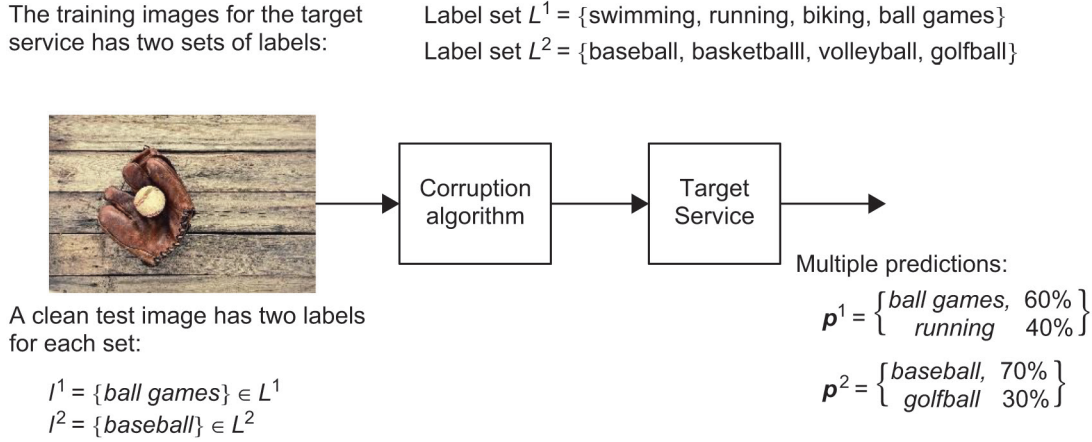 The training images for the target
service has two sets of labels:
Label set L¹ = {swimming, running, biking, ball games}
Label set L² = {baseball, basketballl, volleyball, golfball}
Corruption
algorithm
Target
Service
A clean test image has two labels
for each set:
l¹ = {ball games} ∈ L¹
l² = {baseball} ∈ L²
Multiple predictions:
p¹ = {ball games, 60%
running 40%}
p² = {baseball, 70%
golfball 30%}